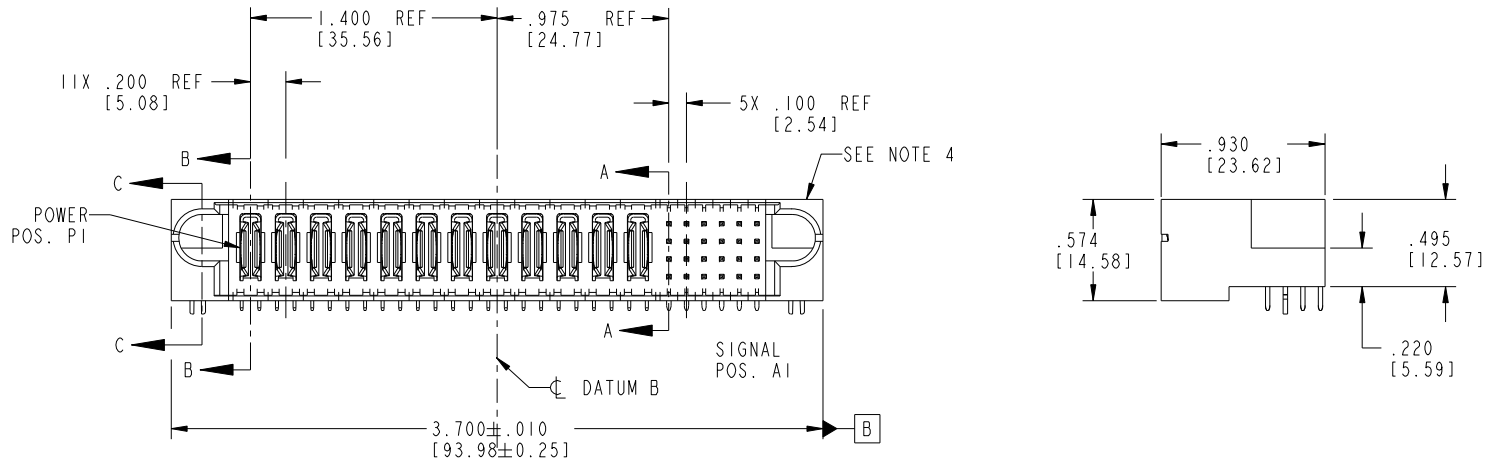 1.400 REF
[35.56]
.975 REF
[24.77]
11X .200 REF
[5.08]
5X .100 REF
[2.54]
B
C
A
SEE NOTE 4
POWER
POS. P1
C
B
A
SIGNAL
POS. A1
℄ DATUM B
3.700±.010
[93.98±0.25]
B
.930
[23.62]
.574
[14.58]
.495
[12.57]
.220
[5.59]